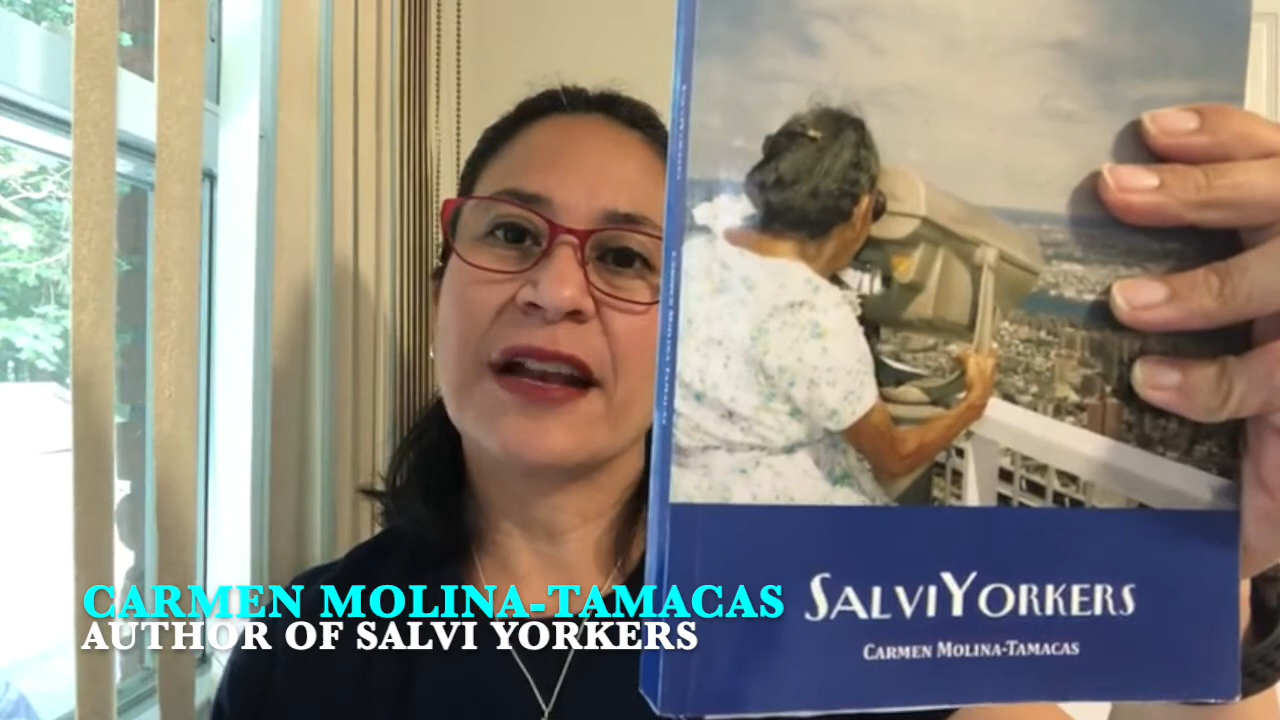 CARMEN MOLINA-TAMACAS
AUTHOR OF SALVI YORKERS
SALVIYORKERS
CARMEN MOLINA-TAMACAS